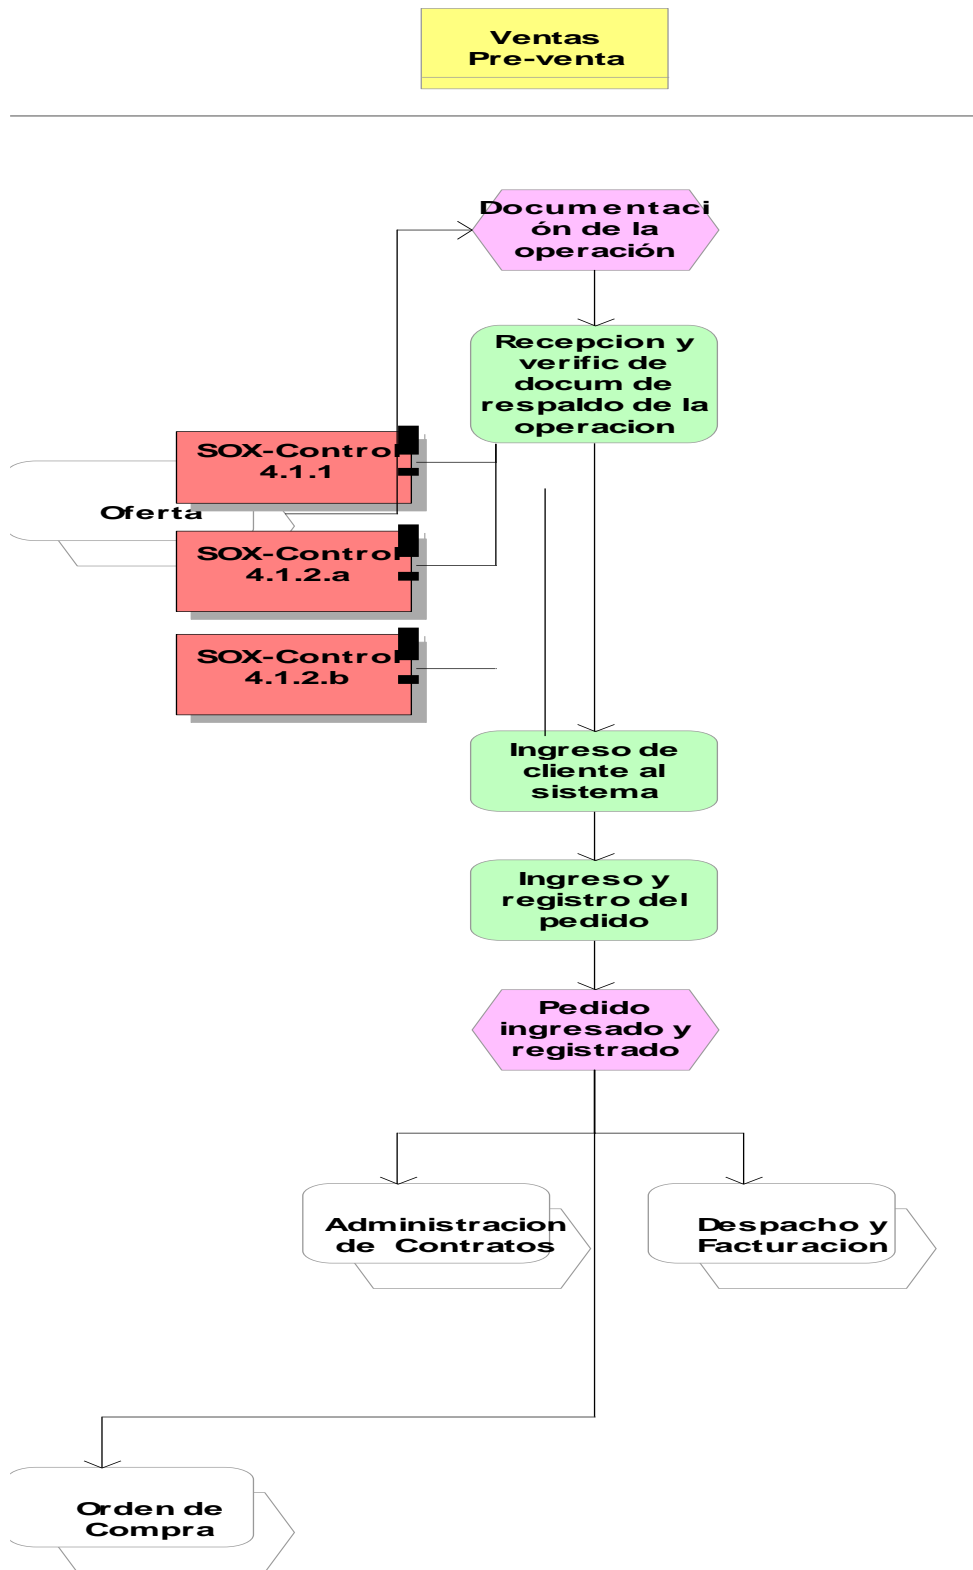 Ventas
Pre-venta
Documentaci
ón de la
operación
Recepcion y
verific de
docum de
respaldo de la
operacion
SOX-Control
4.1.1
Oferta
SOX-Control
4.1.2.a
SOX-Control
4.1.2.b
Ingreso de
cliente al
sistema
Ingreso y
registro del
pedido
Pedido
ingresado y
registrado
Administracion
de Contratos
Despacho y
Facturacion
Orden de
Compra